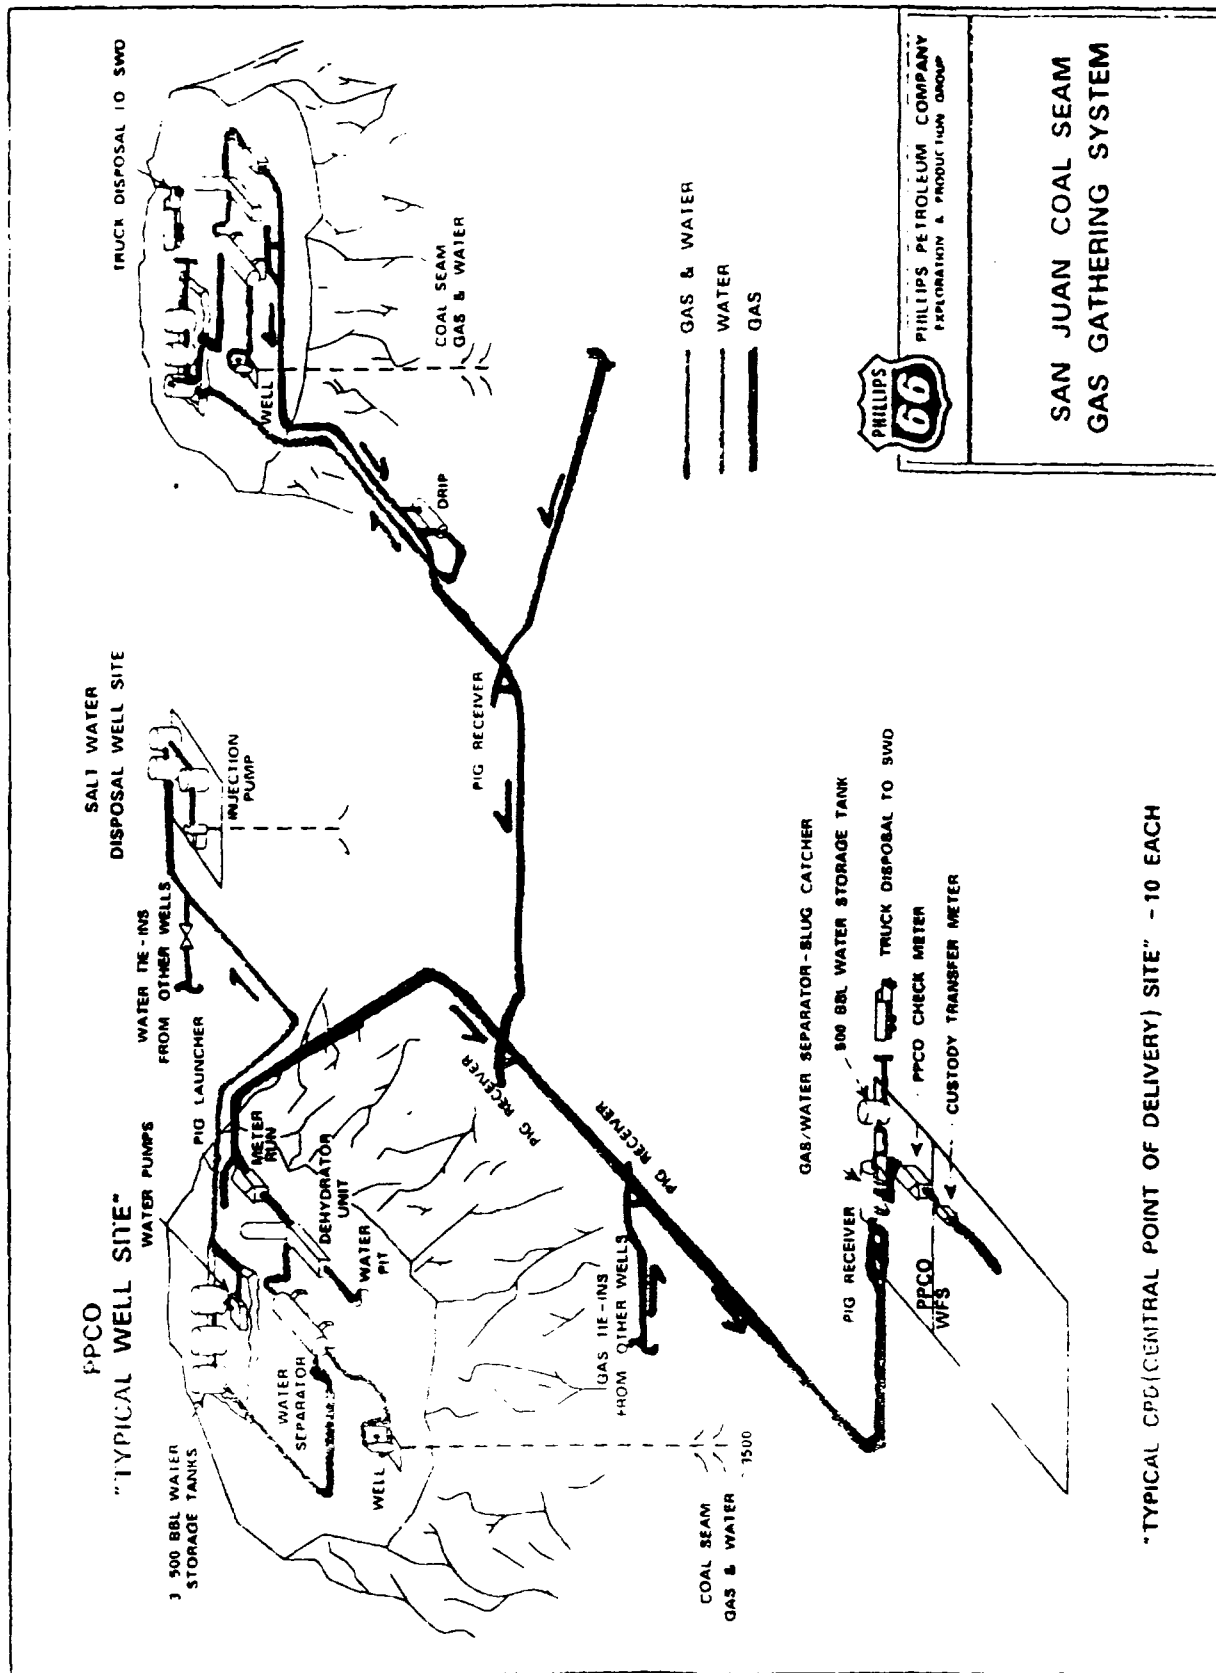 PPCO
"TYPICAL WELL SITE"
3 500 BBL WATER
STORAGE TANKS
WATER PUMPS
PIG LAUNCHER
WATER TIE-INS
FROM OTHER WELLS
SALT WATER
DISPOSAL WELL SITE
INJECTION
PUMP
TRUCK DISPOSAL TO SWD
WATER
SEPARATOR
WELL
METER
RUN
DEHYDRATOR
UNIT
WATER
PIT
WELL
COAL SEAM
GAS & WATER
DRIP
PIG RECEIVER
PIG RECEIVER
PIG RECEIVER
GAS TIE-INS
FROM OTHER WELLS
COAL SEAM
GAS & WATER
GAS & WATER
WATER
GAS
GAS/WATER SEPARATOR-SLUG CATCHER
500 BBL WATER STORAGE TANK
TRUCK DISPOSAL TO SWD
PIG RECEIVER
PPCO CHECK METER
CUSTODY TRANSFER METER
PPCO
WFS
"TYPICAL CPD(CENTRAL POINT OF DELIVERY) SITE" -10 EACH
PHILLIPS
66
PHILLIPS PETROLEUM COMPANY
EXPLORATION & PRODUCTION GROUP
SAN JUAN COAL SEAM
GAS GATHERING SYSTEM